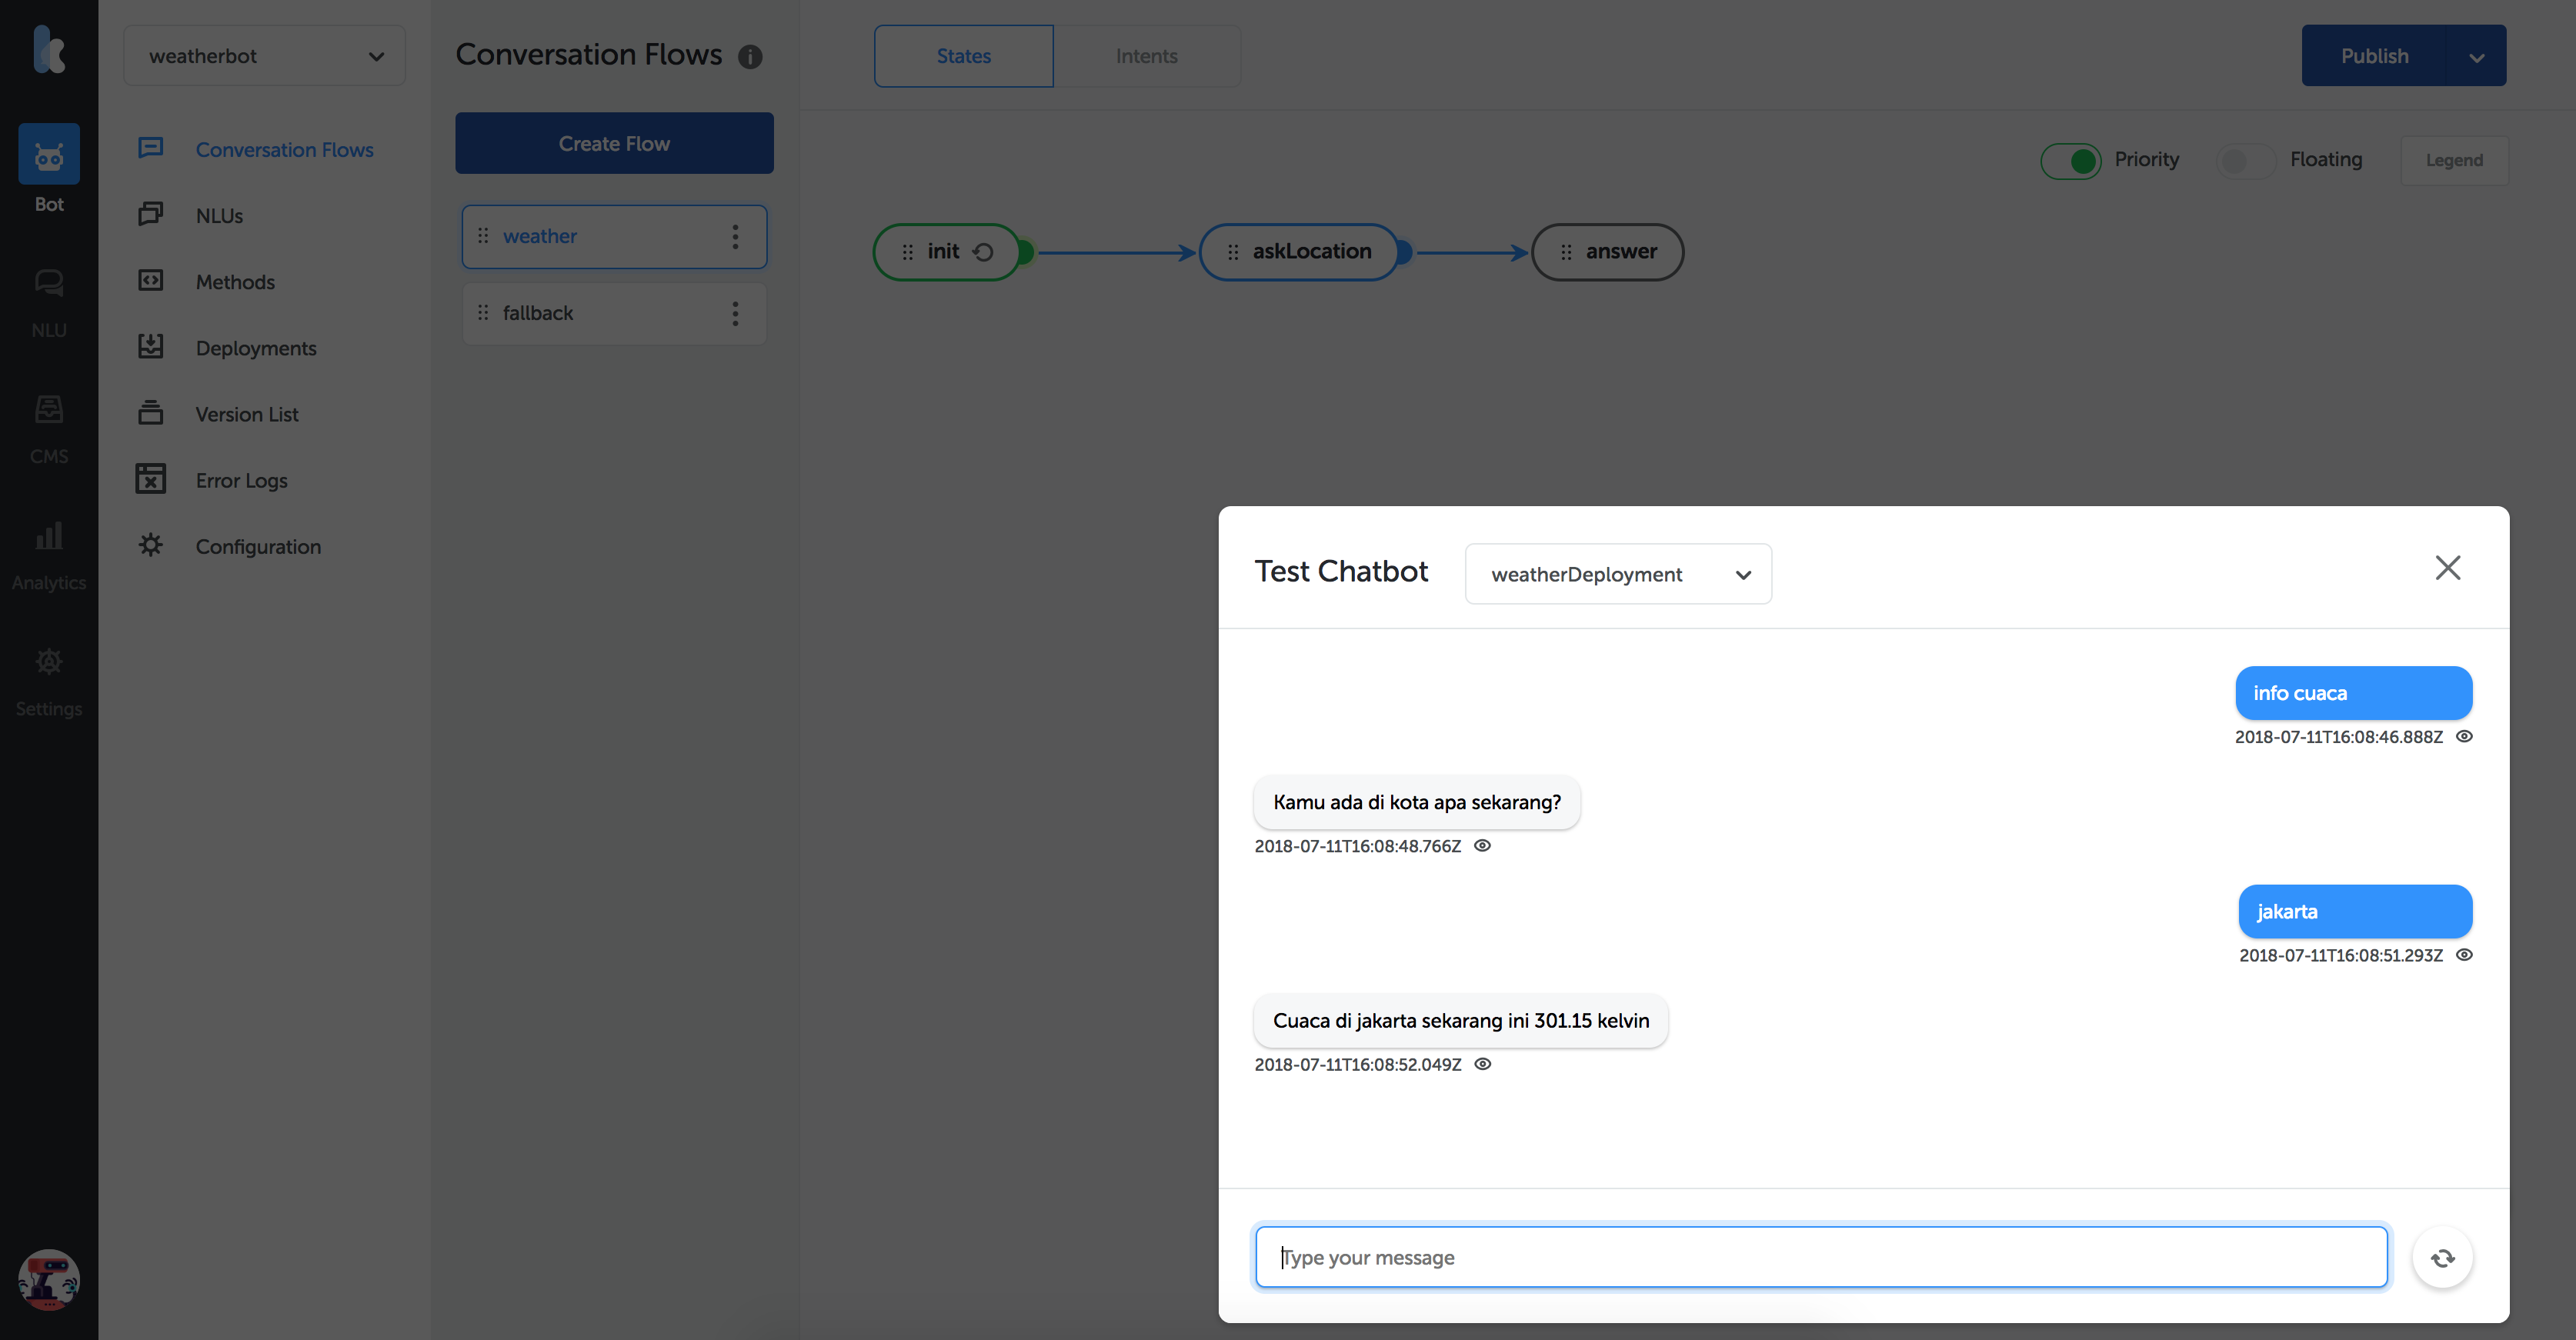 Bot
NLU
CMS
Analytics
Settings
weatherbot
Conversation Flows
NLUs
Methods
Deployments
Version List
Error Logs
Configuration
Conversation Flows
Create Flow
weather
fallback
States
Intents
Publish
Priority
Floating
Legend
init
askLocation
answer
Test Chatbot
weatherDeployment
info cuaca
2018-07-11T16:08:46.888Z
Kamu ada di kota apa sekarang?
2018-07-11T16:08:48.766Z
jakarta
2018-07-11T16:08:51.293Z
Cuaca di jakarta sekarang ini 301.15 kelvin
2018-07-11T16:08:52.049Z
Type your message